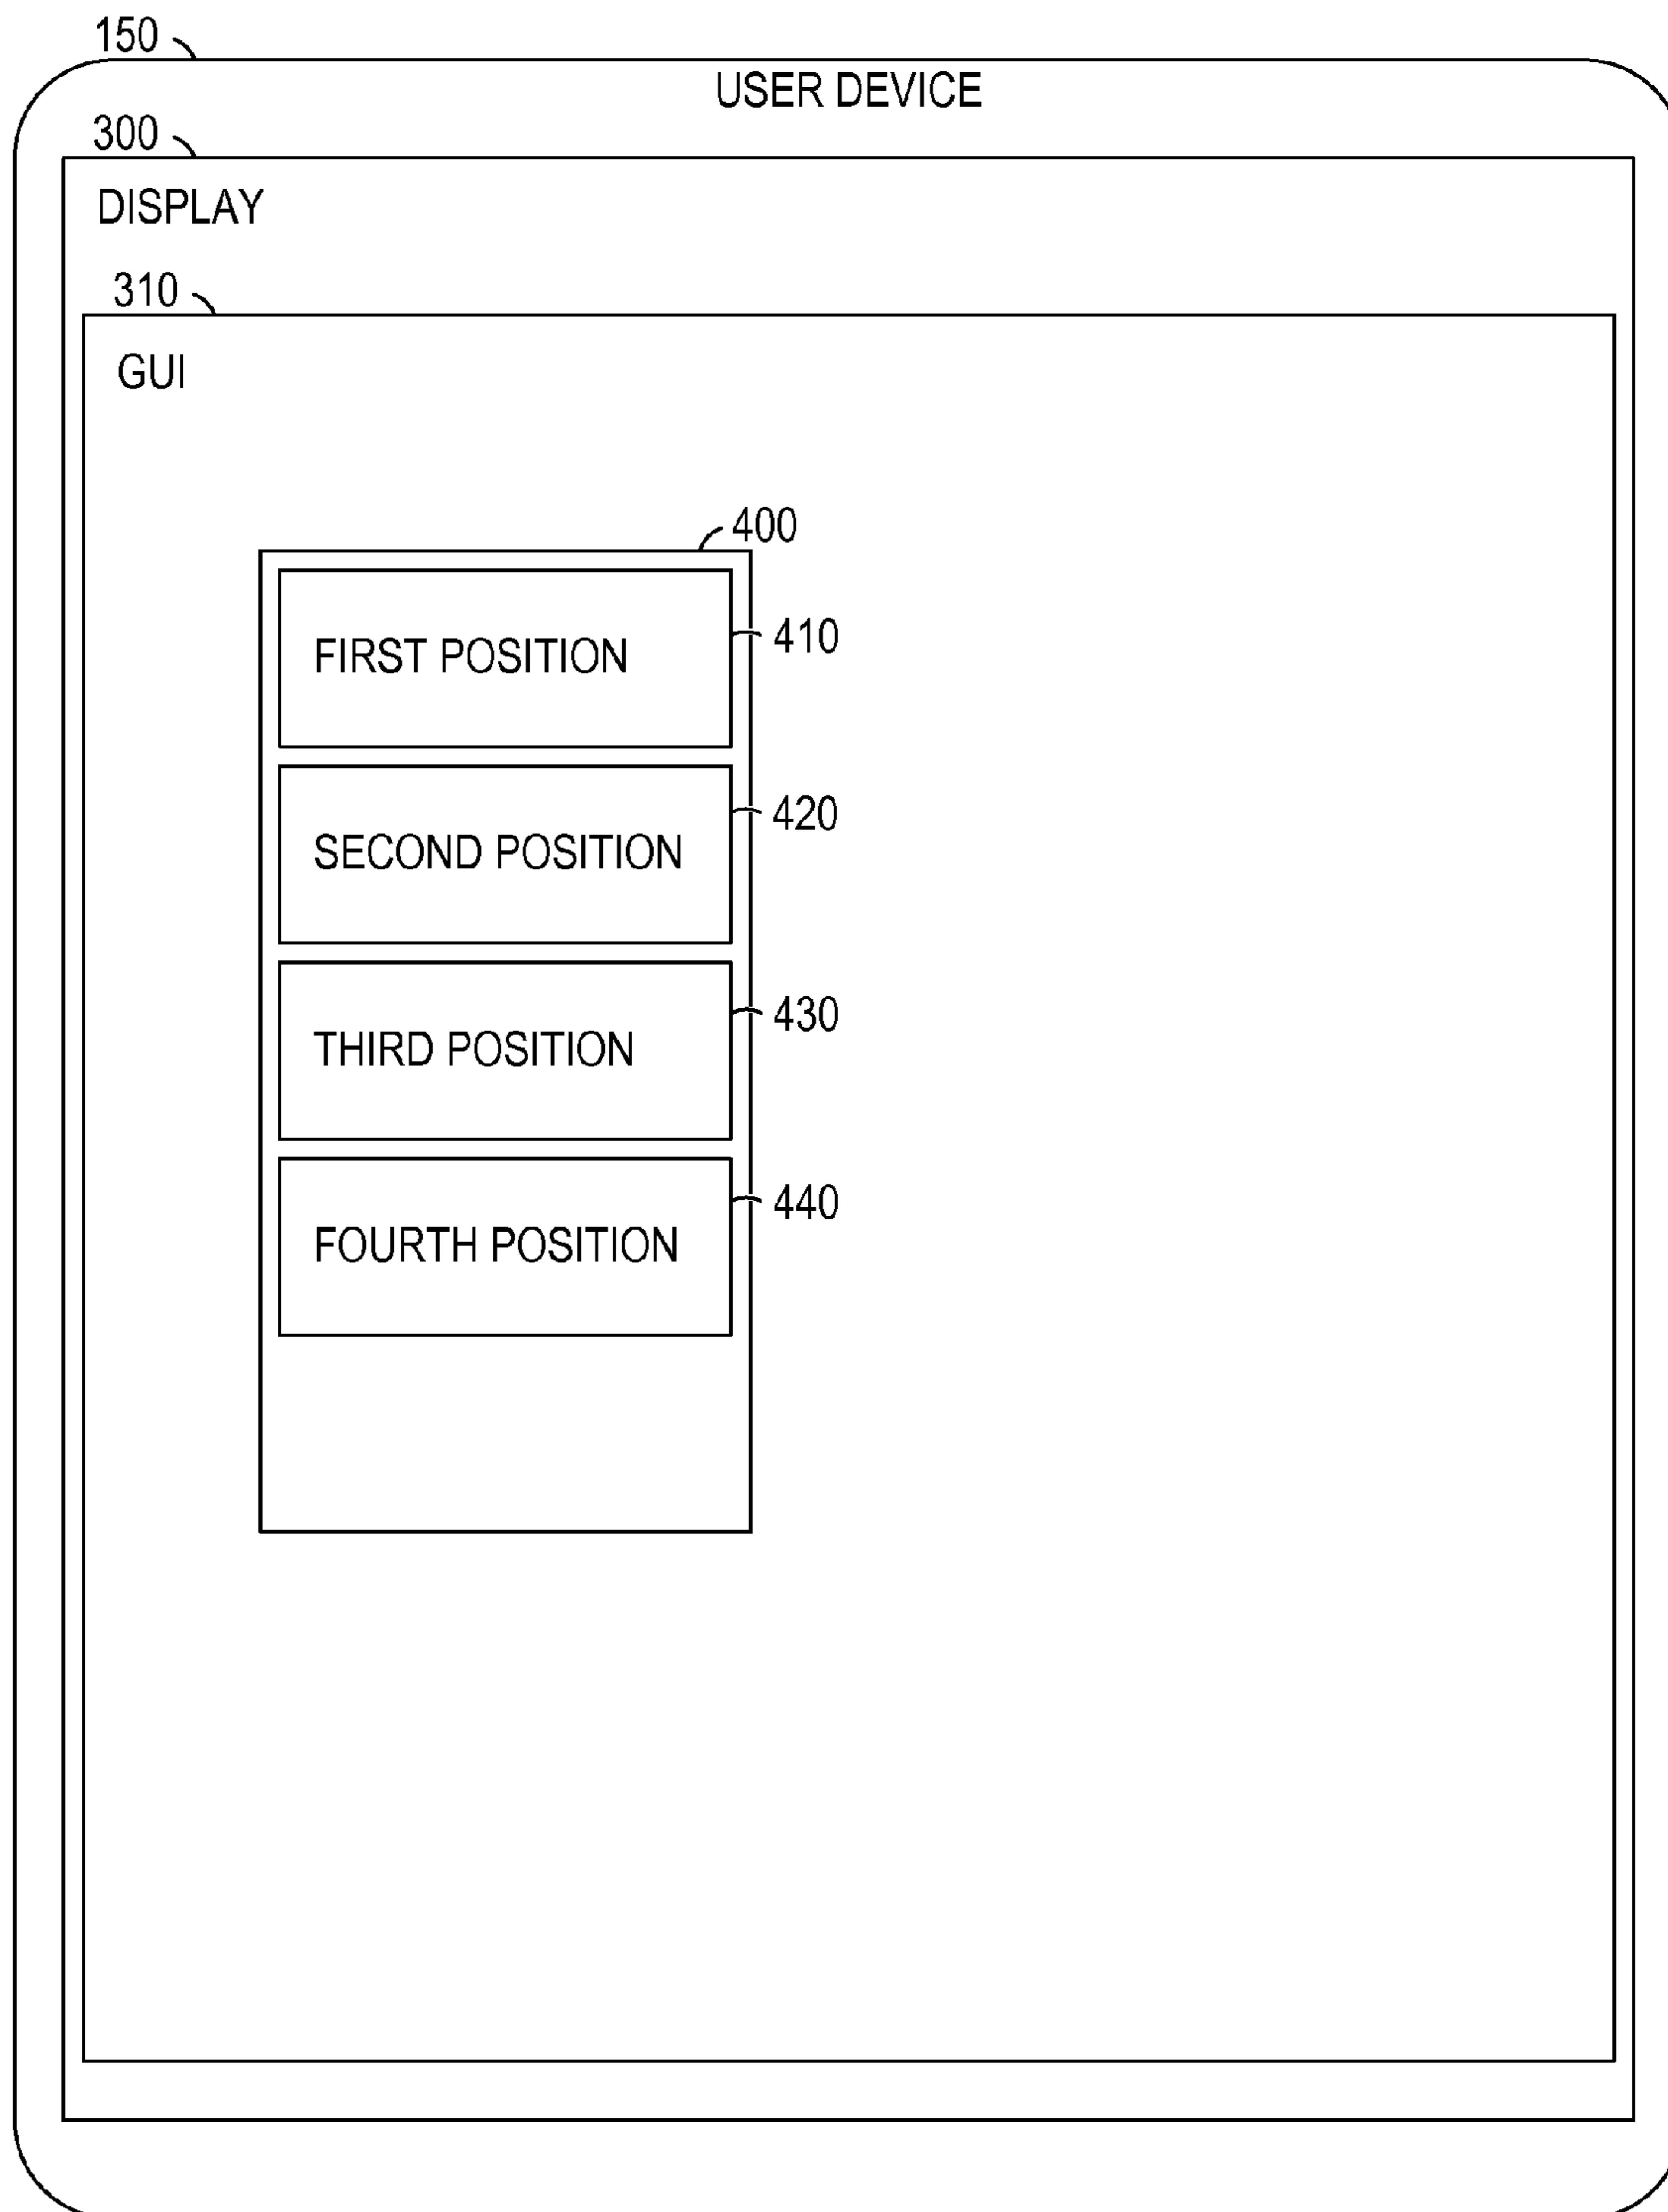 150
USER DEVICE
300
DISPLAY
310
GUI
400
FIRST POSITION
410
SECOND POSITION
420
THIRD POSITION
430
FOURTH POSITION
440